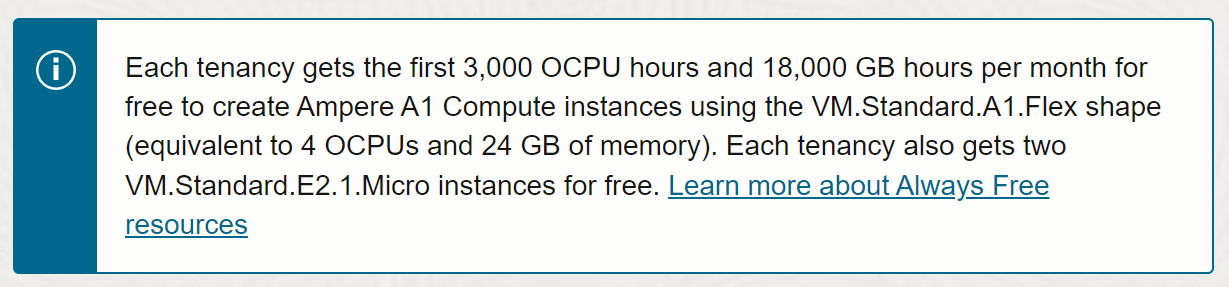 Each tenancy gets the first 3,000 OCPU hours and 18,000 GB hours per month for
free to create Ampere A1 Compute instances using the VM.Standard.A1.Flex shape
(equivalent to 4 OCPUs and 24 GB of memory). Each tenancy also gets two
VM.Standard.E2.1.Micro instances for free. Learn more about Always Free
resources